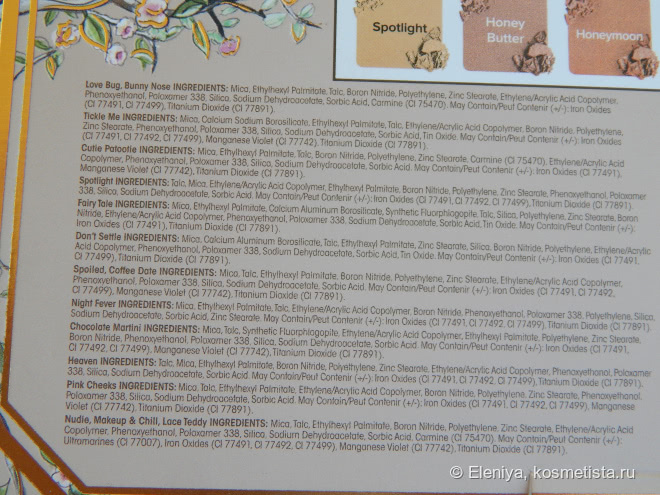 Spotlight
Honey
Butter
Honeymoon
Love Bug, Bunny Nose INGREDIENTS: Mica, Ethylhexyl Palmitate, Talc, Boron Nitride, Polyethylene, Zinc Stearate, Ethylene/Acrylic Acid Copolymer,
Phenoxyethanol, Poloxamer 338, Silica, Sodium Dehydroacetate, Sorbic Acid, Carmine (CI 75470). May Contain/Peut Contenir (+/-): Iron Oxides
(CI 77491, CI 77499), Titanium Dioxide (CI 77891).
Tickle Me INGREDIENTS: Mica, Calcium Sodium Borosilicate, Ethylhexyl Palmitate, Talc, Ethylene/Acrylic Acid Copolymer, Boron Nitride, Polyethylene,
Zinc Stearate, Phenoxyethanol, Poloxamer 338, Silica, Sodium Dehydroacetate, Sorbic Acid, Tin Oxide. May Contain/Peut Contenir (+/-): Iron Oxides
(CI 77491, CI 77492, CI 77499), Manganese Violet (CI 77742), Titanium Dioxide (CI 77891).
Cutie Patootie INGREDIENTS: Mica, Ethylhexyl Palmitate, Talc, Boron Nitride, Polyethylene, Zinc Stearate, Carmine (CI 75470), Ethylene/Acrylic Acid
Copolymer, Phenoxyethanol, Poloxamer 338, Silica, Sodium Dehydroacetate, Sorbic Acid. May Contain/Peut Contenir (+/-): Iron Oxides (CI 77491),
Manganese Violet (CI 77742), Titanium Dioxide (CI 77891).
Spotlight INGREDIENTS: Talc, Mica, Ethylene/Acrylic Acid Copolymer, Ethylhexyl Palmitate, Boron Nitride, Polyethylene, Zinc Stearate, Phenoxyethanol, Poloxamer
338, Silica, Sodium Dehydroacetate, Sorbic Acid. May Contain/Peut Contenir (+/-): Iron Oxides (CI 77491, CI 77492, CI 77499), Titanium Dioxide (CI 77891).
Fairy Tale INGREDIENTS: Mica, Ethylhexyl Palmitate, Calcium Aluminum Borosilicate, Synthetic Fluorphlogopite, Talc, Silica, Polyethylene, Zinc Stearate, Boron
Nitride, Ethylene/Acrylic Acid Copolymer, Phenoxyethanol, Poloxamer 338, Sodium Dehydroacetate, Sorbic Acid, Tin Oxide. May Contain/Peut Contenir (+/-): Iron Oxides
(CI 77491), Titanium Dioxide (CI 77891).
Don't Settle INGREDIENTS: Mica, Calcium Aluminum Borosilicate, Talc, Ethylhexyl Palmitate, Zinc Stearate, Silica, Boron Nitride, Polyethylene, Ethylene/Acrylic
Acid Copolymer, Phenoxyethanol, Poloxamer 338, Sodium Dehydroacetate, Sorbic Acid, Tin Oxide. May Contain/Peut Contenir (+/-): Iron Oxides (CI 77491, CI 77492,
CI 77499), Titanium Dioxide (CI 77891).
Spoiled, Coffee Date INGREDIENTS: Mica, Talc, Ethylhexyl Palmitate, Boron Nitride, Polyethylene, Zinc Stearate, Ethylene/Acrylic Acid Copolymer,
Phenoxyethanol, Poloxamer 338, Silica, Sodium Dehydroacetate, Sorbic Acid. May Contain/Peut Contenir (+/-): Iron Oxides (CI 77491, CI 77492,
CI 77499), Manganese Violet (CI 77742), Titanium Dioxide (CI 77891).
Night Fever INGREDIENTS: Mica, Talc, Ethylhexyl Palmitate, Ethylene/Acrylic Acid Copolymer, Boron Nitride, Phenoxyethanol, Poloxamer 338, Polyethylene, Silica,
Sodium Dehydroacetate, Sorbic Acid, Zinc Stearate. May Contain/Peut Contenir (+/-): Iron Oxides (CI 77491, CI 77492, CI 77499), Titanium Dioxide (CI 77891).
Chocolate Martini INGREDIENTS: Mica, Talc, Synthetic Fluorphlogopite, Ethylene/Acrylic Acid Copolymer, Ethylhexyl Palmitate, Polyethylene, Zinc Stearate,
Boron Nitride, Phenoxyethanol, Poloxamer 338, Silica, Sodium Dehydroacetate, Sorbic Acid. May Contain/Peut Contenir (+/-): Iron Oxides (CI 77491,
CI 77492, CI 77499), Manganese Violet (CI 77742), Titanium Dioxide (CI 77891).
Heaven INGREDIENTS: Talc, Mica, Ethylhexyl Palmitate, Boron Nitride, Polyethylene, Zinc Stearate, Ethylene/Acrylic Acid Copolymer, Phenoxyethanol, Poloxamer
338, Silica, Sodium Dehydroacetate, Sorbic Acid. May Contain/Peut Contenir (+/-): Iron Oxides (CI 77491, CI 77492, CI 77499), Titanium Dioxide (CI 77891).
Pink Cheeks INGREDIENTS: Mica, Talc, Ethylhexyl Palmitate, Ethylene/Acrylic Acid Copolymer, Boron Nitride, Polyethylene, Zinc Stearate, Phenoxyethanol,
Poloxamer 338, Silica, Sodium Dehydroacetate, Sorbic Acid. May Contain/Peut Contenir (+/-): Iron Oxides (CI 77491, CI 77492, CI 77499), Manganese
Violet (CI 77742), Titanium Dioxide (CI 77891).
Nudie, Makeup & Chill, Lace Teddy INGREDIENTS: Mica, Talc, Ethylhexyl Palmitate, Boron Nitride, Polyethylene, Zinc Stearate, Ethylene/Acrylic Acid
Copolymer, Phenoxyethanol, Poloxamer 338, Silica, Sodium Dehydroacetate, Sorbic Acid, Carmine (CI 75470). May Contain/Peut Contenir (+/-):
Ultramarines (CI 77007), Iron Oxides (CI 77491, CI 77492, CI 77499), Manganese Violet (CI 77742), Titanium Dioxide (CI 77891).
© Eleniya, kosmetista.ru